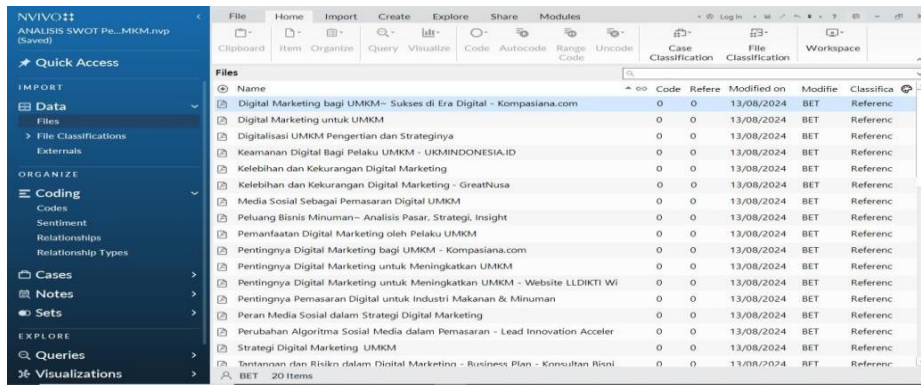 NVIVO
ANALISIS SWOT Pe...MKM.nvp
(Saved)
Quick Access
IMPORT
Data
Files
File Classifications
Externals
ORGANIZE
Coding
Codes
Sentiment
Relationships
Relationship Types
Cases
Notes
Sets
EXPLORE
Queries
Visualizations
File Home Import Create Explore Share Modules Log In
Clipboard Item Organize Query Visualize Code Autocode Range Code Uncode Case Classification File Classification Workspace
Files
Name Code Refere Modified on Modifie Classifica
Digital Marketing bagi UMKM~ Sukses di Era Digital - Kompasiana.com 0 0 13/08/2024 BET Referenc
Digital Marketing untuk UMKM 0 0 13/08/2024 BET Referenc
Digitalisasi UMKM Pengertian dan Strateginya 0 0 13/08/2024 BET Referenc
Keamanan Digital Bagi Pelaku UMKM - UKMINDONESIA.ID 0 0 13/08/2024 BET Referenc
Kelebihan dan Kekurangan Digital Marketing 0 0 13/08/2024 BET Referenc
Kelebihan dan Kekurangan Digital Marketing - GreatNusa 0 0 13/08/2024 BET Referenc
Media Sosial Sebagai Pemasaran Digital UMKM 0 0 13/08/2024 BET Referenc
Peluang Bisnis Minuman~ Analisis Pasar, Strategi, Insight 0 0 13/08/2024 BET Referenc
Pemanfaatan Digital Marketing oleh Pelaku UMKM 0 0 13/08/2024 BET Referenc
Pentingnya Digital Marketing bagi UMKM - Kompasiana.com 0 0 13/08/2024 BET Referenc
Pentingnya Digital Marketing untuk Meningkatkan UMKM 0 0 13/08/2024 BET Referenc
Pentingnya Digital Marketing untuk Meningkatkan UMKM - Website LLDIKTI Wi 0 0 13/08/2024 BET Referenc
Pentingnya Pemasaran Digital untuk Industri Makanan & Minuman 0 0 13/08/2024 BET Referenc
Peran Media Sosial dalam Strategi Digital Marketing 0 0 13/08/2024 BET Referenc
Perubahan Algoritma Sosial Media dalam Pemasaran - Lead Innovation Acceler 0 0 13/08/2024 BET Referenc
Strategi Digital Marketing UMKM 0 0 13/08/2024 BET Referenc
Tantangan dan Risiko dalam Digital Marketing - Business Plan - Konsultan Bisni 0 0 13/08/2024 BET Referenc
BET 20 Items